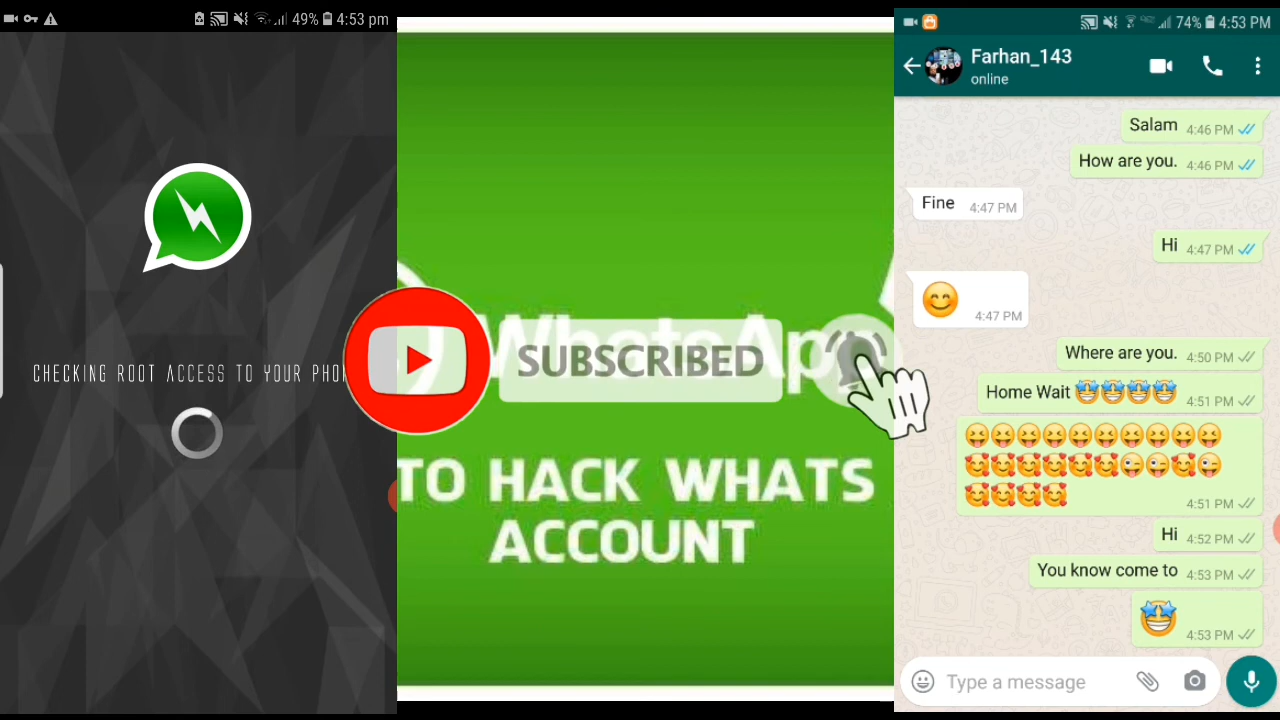 49% 4:53 pm
CHECKING ROOT ACCESS TO YOUR PHON
WhatsApp
SUBSCRIBED
TO HACK WHATS
ACCOUNT
74% 4:53 PM
Farhan_143
online
Salam 4:46 PM
How are you. 4:46 PM
Fine 4:47 PM
Hi 4:47 PM
😊 4:47 PM
Where are you. 4:50 PM
Home Wait 🤩🤩🤩🤩 4:51 PM
😝😝😝😝😝😝😝😝😝😝
🥰🥰🥰🥰🥰🥰😜😜🥰😜
🥰🥰🥰🥰 4:51 PM
Hi 4:52 PM
You know come to 4:53 PM
🤩 4:53 PM
Type a message